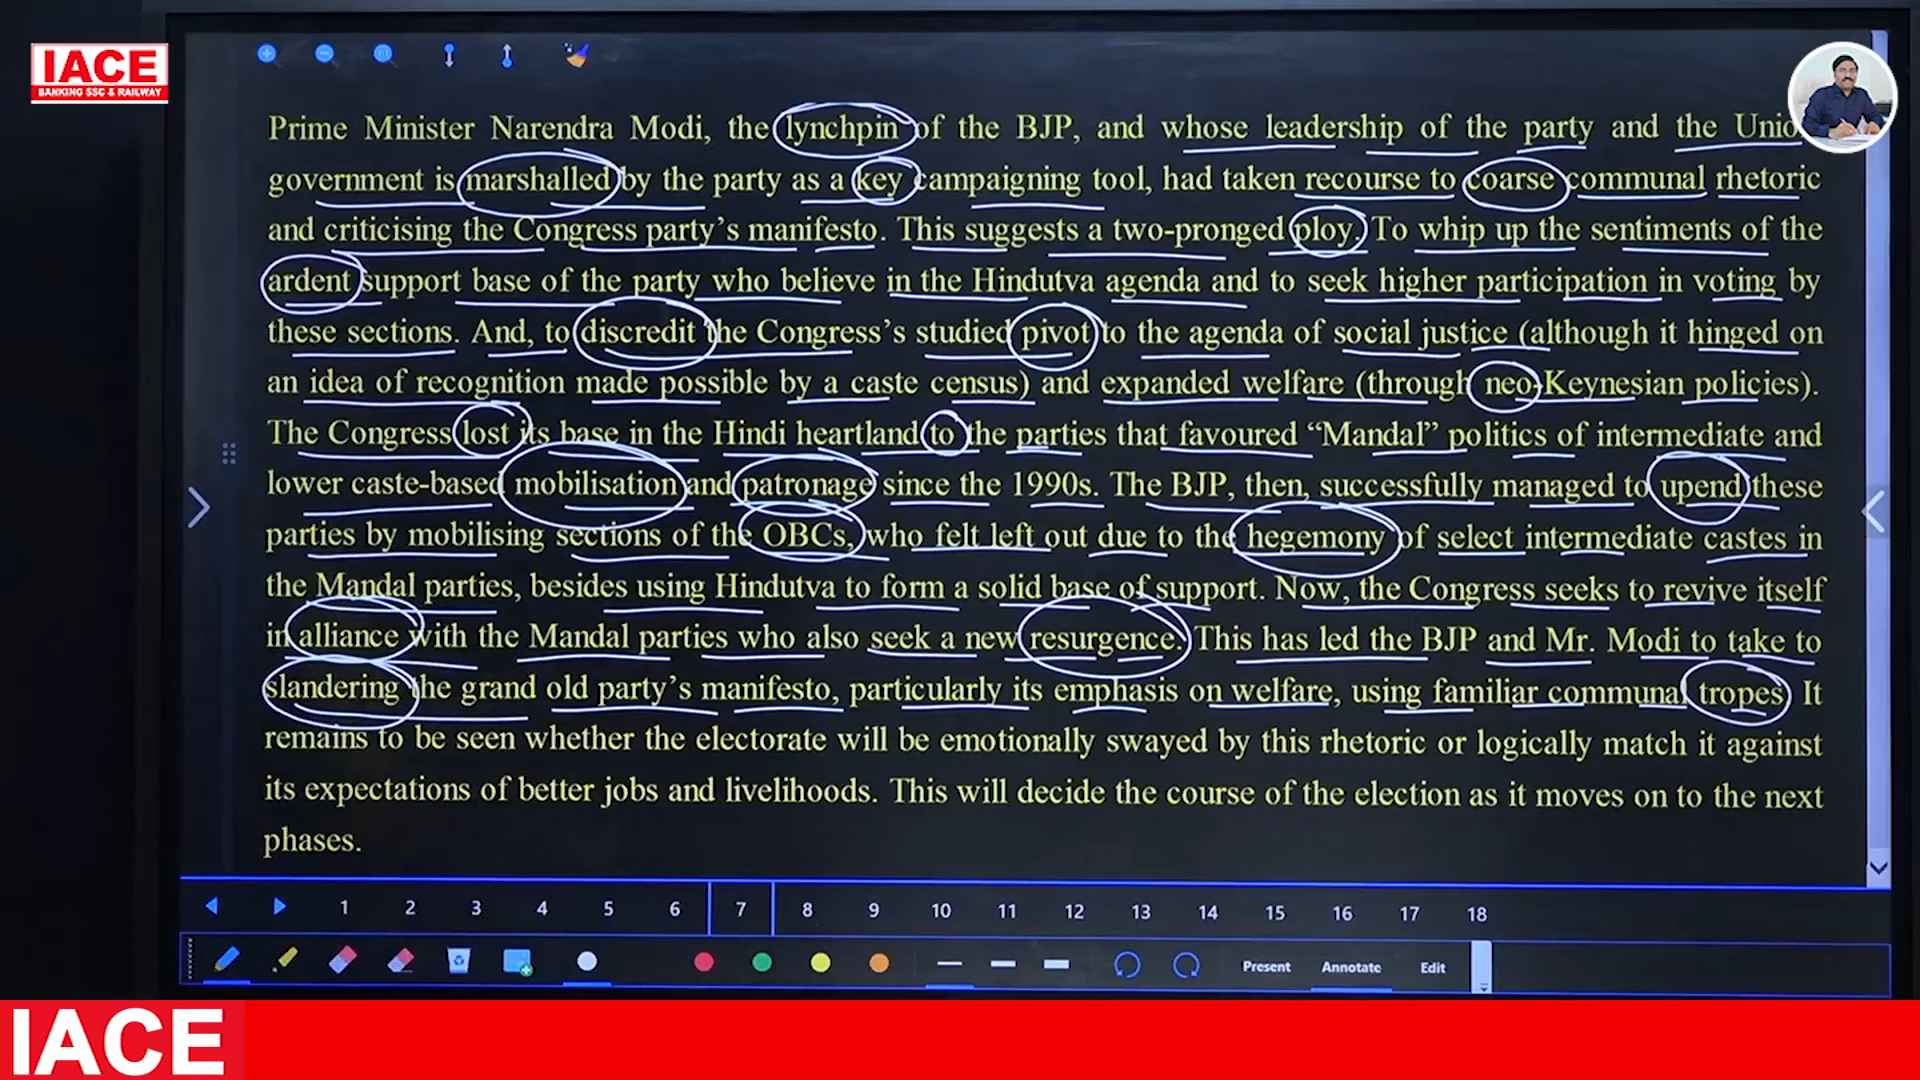 IACE
BANKING SSC & RAILWAY
Prime Minister Narendra Modi, the lynchpin of the BJP, and whose leadership of the party and the
government is marshalled by the party as a key campaigning tool, had taken recourse to coarse communal rhetoric
and criticising the Congress party's manifesto. This suggests a two-pronged ploy. To whip up the sentiments of the
ardent support base of the party who believe in the Hindutva agenda and to seek higher participation in voting by
these sections. And, to discredit the Congress's studied pivot to the agenda of social justice (although it hinged on
an idea of recognition made possible by a caste census) and expanded welfare (through neo-Keynesian policies).
The Congress lost its base in the Hindi heartland to the parties that favoured “Mandal” politics of intermediate and
lower caste-based mobilisation and patronage since the 1990s. The BJP, then, successfully managed to upend these
parties by mobilising sections of the OBCs, who felt left out due to the hegemony of select intermediate castes in
the Mandal parties, besides using Hindutva to form a solid base of support. Now, the Congress seeks to revive itself
in alliance with the Mandal parties who also seek a new resurgence. This has led the BJP and Mr. Modi to take to
slandering the grand old party's manifesto, particularly its emphasis on welfare, using familiar communal tropes. It
remains to be seen whether the electorate will be emotionally swayed by this rhetoric or logically match it against
its expectations of better jobs and livelihoods. This will decide the course of the election as it moves on to the next
phases.
1 2 3 4 5 6 7 8 9 10 11 12 13 14 15 16 17 18
Present Annotate Edit
IACE